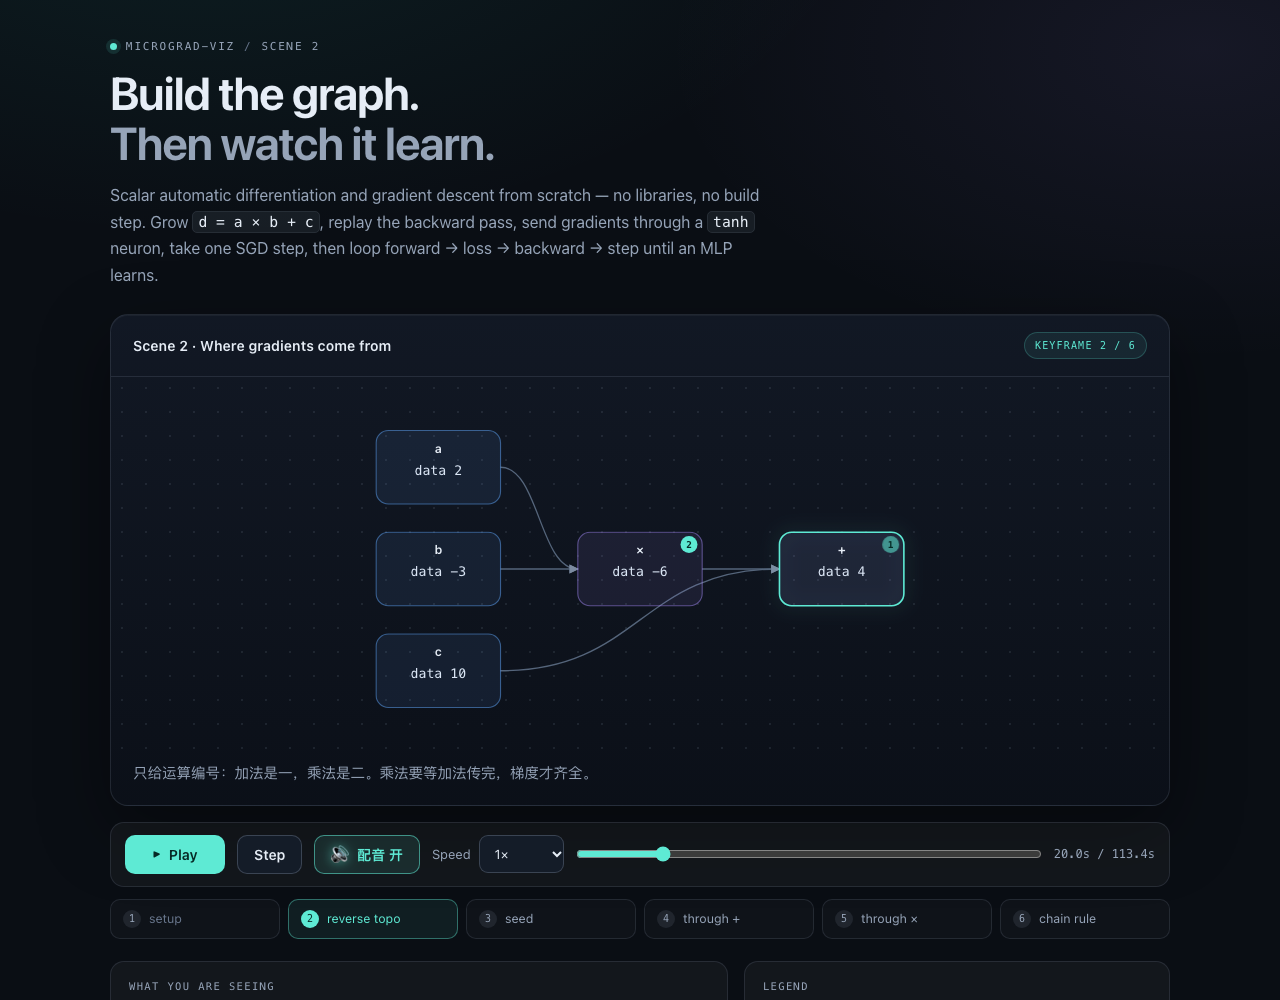 MICROGRAD-VIZ / SCENE 2
Build the graph.
Then watch it learn.
Scalar automatic differentiation and gradient descent from scratch — no libraries, no build
step. Grow d = a × b + c, replay the backward pass, send gradients through a tanh
neuron, take one SGD step, then loop forward → loss → backward → step until an MLP
learns.
Scene 2 · Where gradients come from
KEYFRAME 2 / 6
a
data 2
b
data −3
×
2
data −6
+
1
data 4
c
data 10
只给运算编号：加法是一，乘法是二。乘法要等加法传完，梯度才齐全。
Play
Step
配音 开
Speed
1×
20.0s / 113.4s
1 setup
2 reverse topo
3 seed
4 through +
5 through ×
6 chain rule
WHAT YOU ARE SEEING
LEGEND